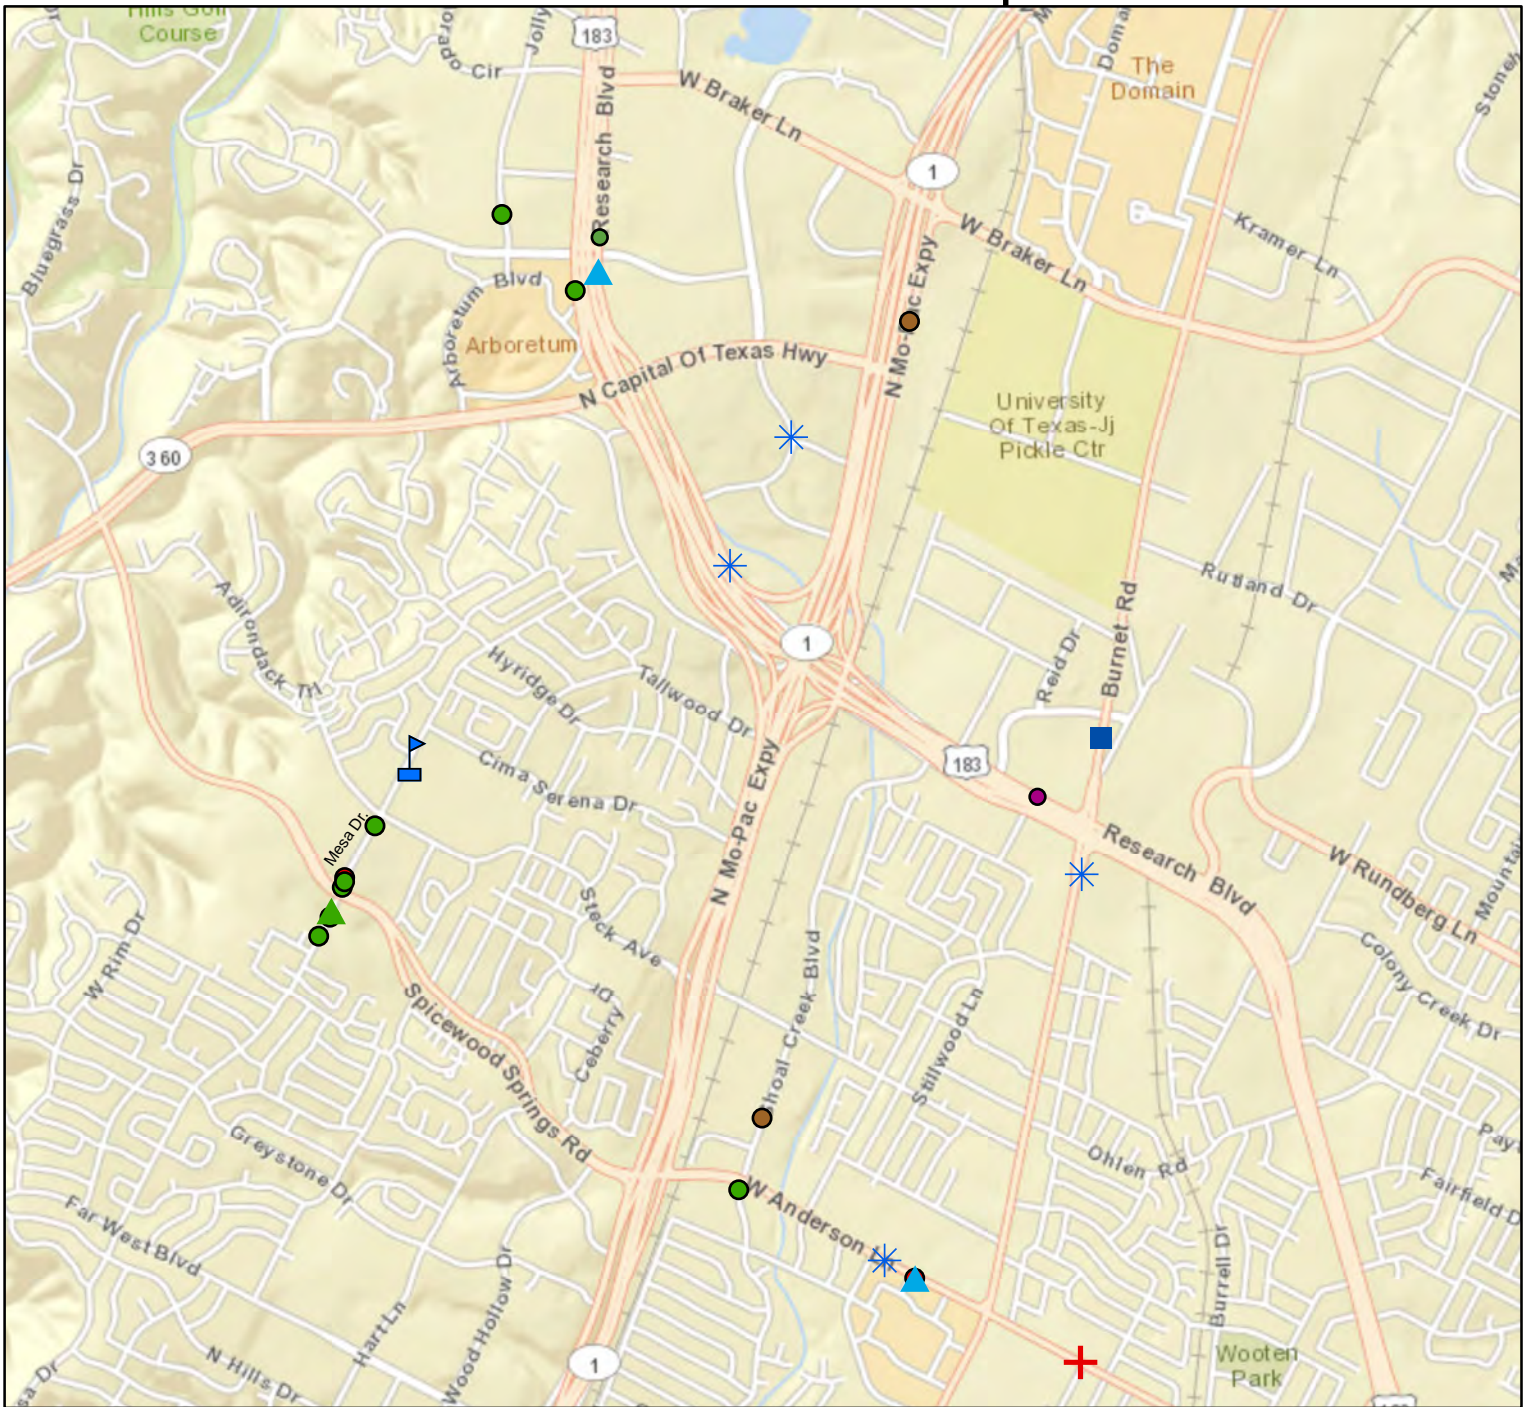 Hills Golf
Course
Cir
Jolly
183
Research Blvd
W Braker Ln
The
Domain
1
Bluegrass Dr
W Braker Ln
Kramer Ln
N Mo-Pac Expy
Arboretum
Blvd
Arboretum
N Capital Of Texas Hwy
University
Of Texas-Jj
Pickle Ctr
360
Rutland Dr
Adirondack Trl
Burnet Rd
Reid Dr
1
Hyridge Dr
Tallwood Dr
Cima Serena Dr
183
N Mo-Pac Expy
Mesa Dr.
Research Blvd
W Rundberg Ln
Steck Ave
W Rim Dr
Shoal Creek Blvd
Colony Creek Dr
Spicewood Springs Rd
Ceberry
Dr
Stillwood Ln
Greystone Dr
Ohlen Rd
Fairfield D
W Anderson
Far West Blvd
Burrell Dr
Hart Ln
Wood Hollow Dr
N Hills Dr
1
Wooten
Park